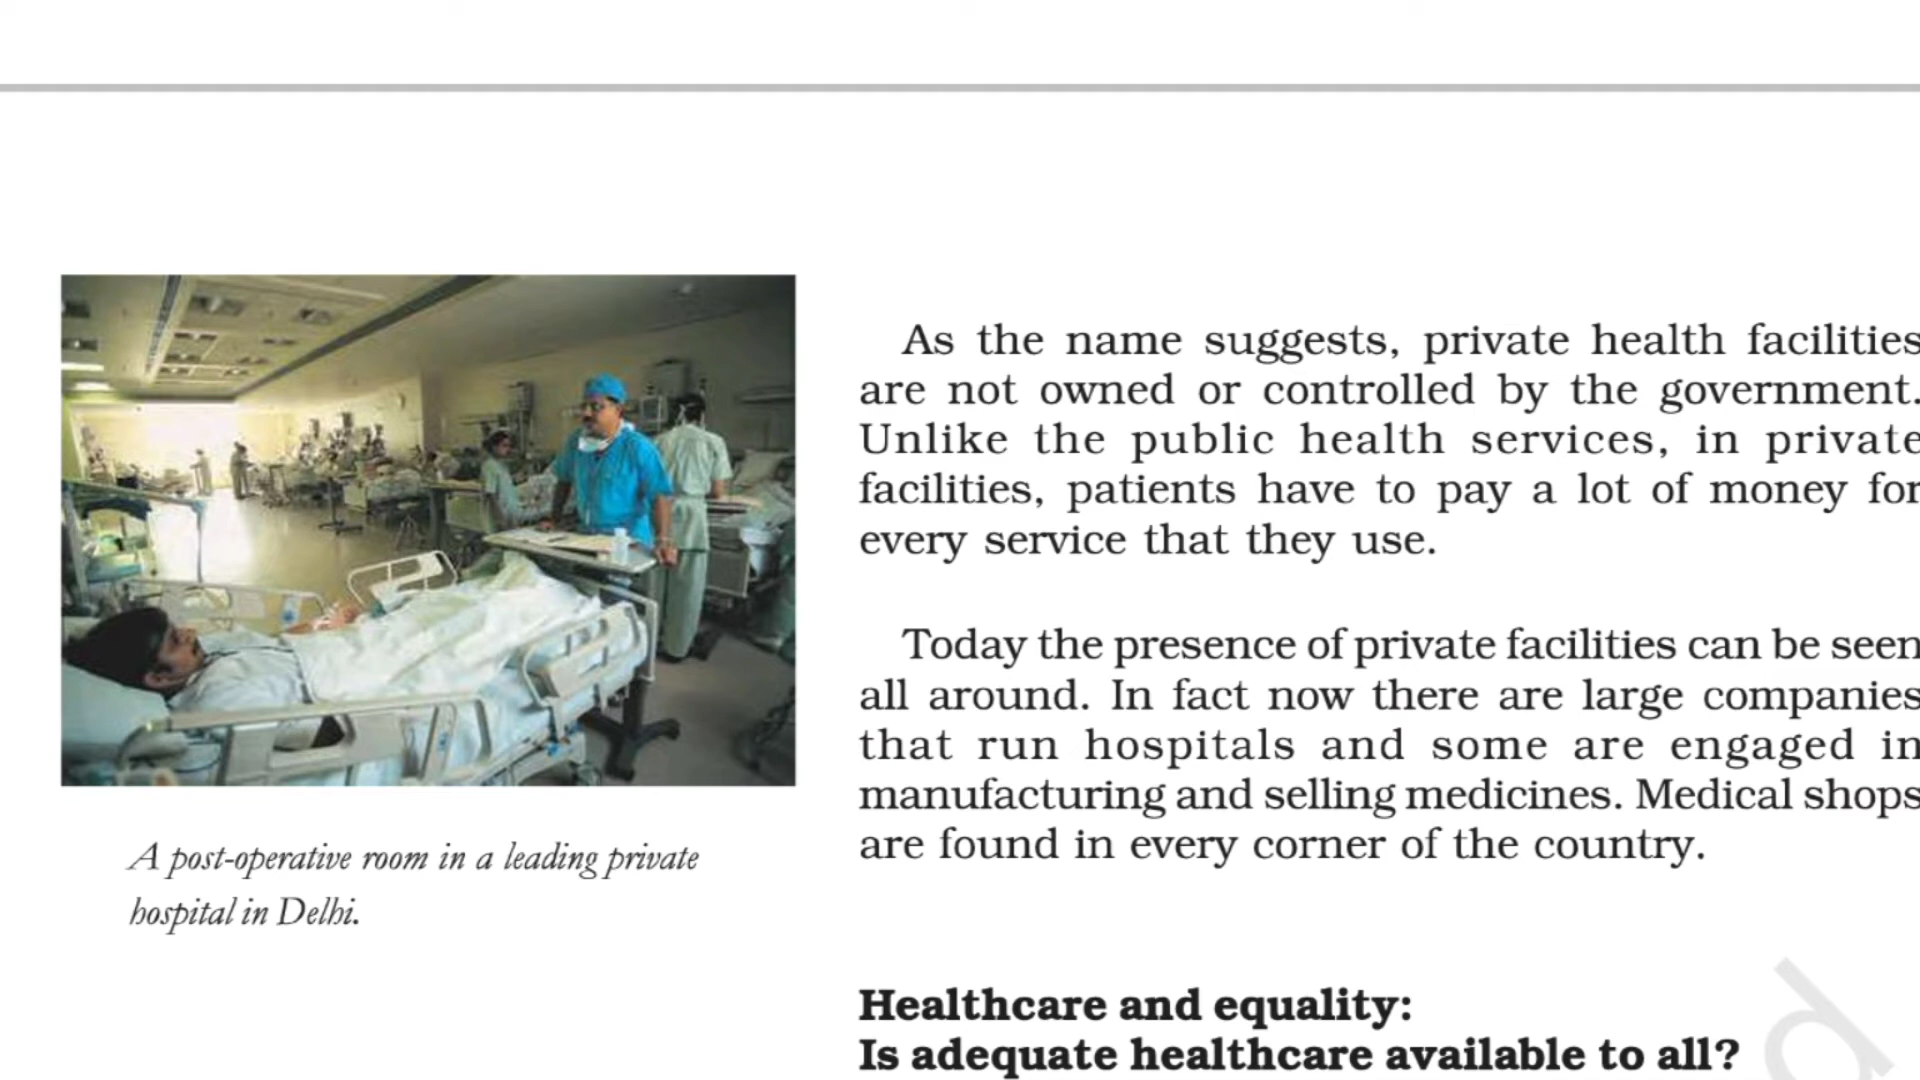 As the name suggests, private health facilities
are not owned or controlled by the government.
Unlike the public health services, in private
facilities, patients have to pay a lot of money for
every service that they use.
Today the presence of private facilities can be seen
all around. In fact now there are large companies
that run hospitals and some are engaged in
manufacturing and selling medicines. Medical shops
are found in every corner of the country.
A post-operative room in a leading private
hospital in Delhi.
Healthcare and equality:
Is adequate healthcare available to all?